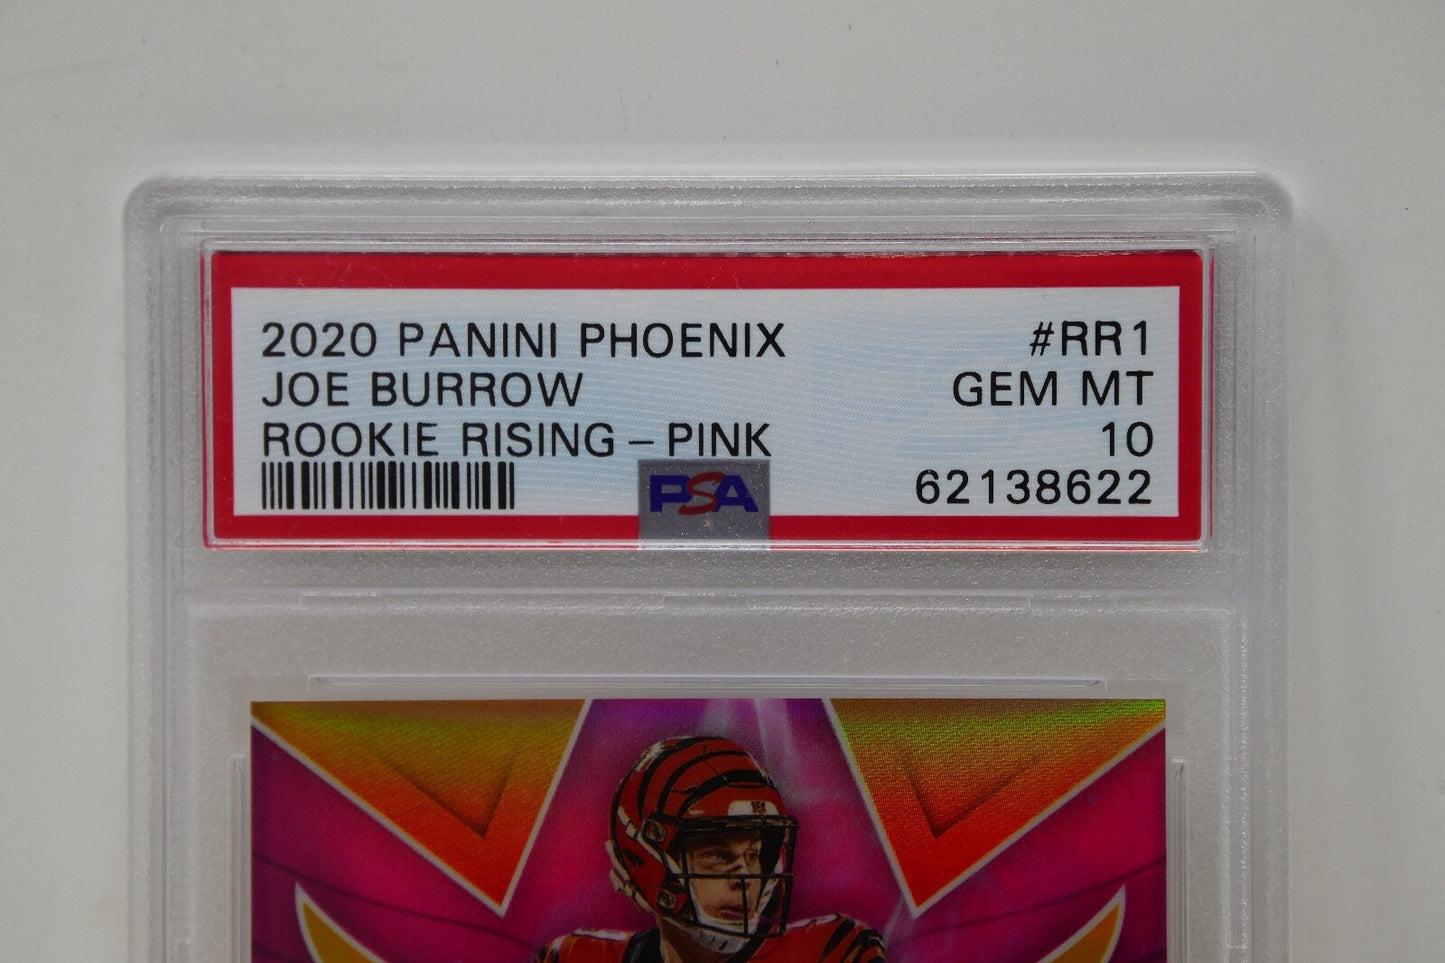 2020 PANINI PHOENIX #RR1
JOE BURROW GEM MT
ROOKIE RISING - PINK 10
62138622
PSA